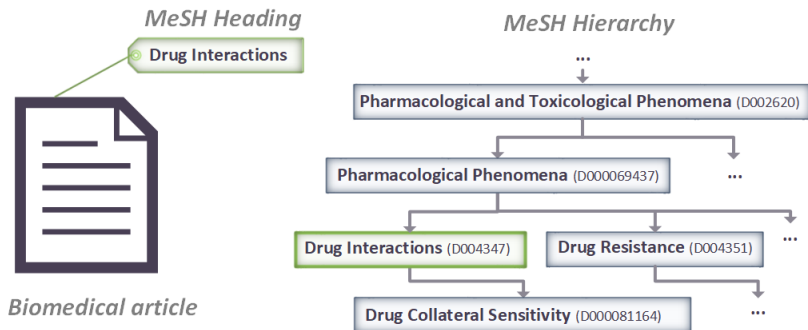 MeSH Heading
Drug Interactions
Biomedical article
MeSH Hierarchy
...
Pharmacological and Toxicological Phenomena (D002620)
Pharmacological Phenomena (D000069437)
...
Drug Interactions (D004347)
Drug Resistance (D004351)
...
Drug Collateral Sensitivity (D000081164)
...